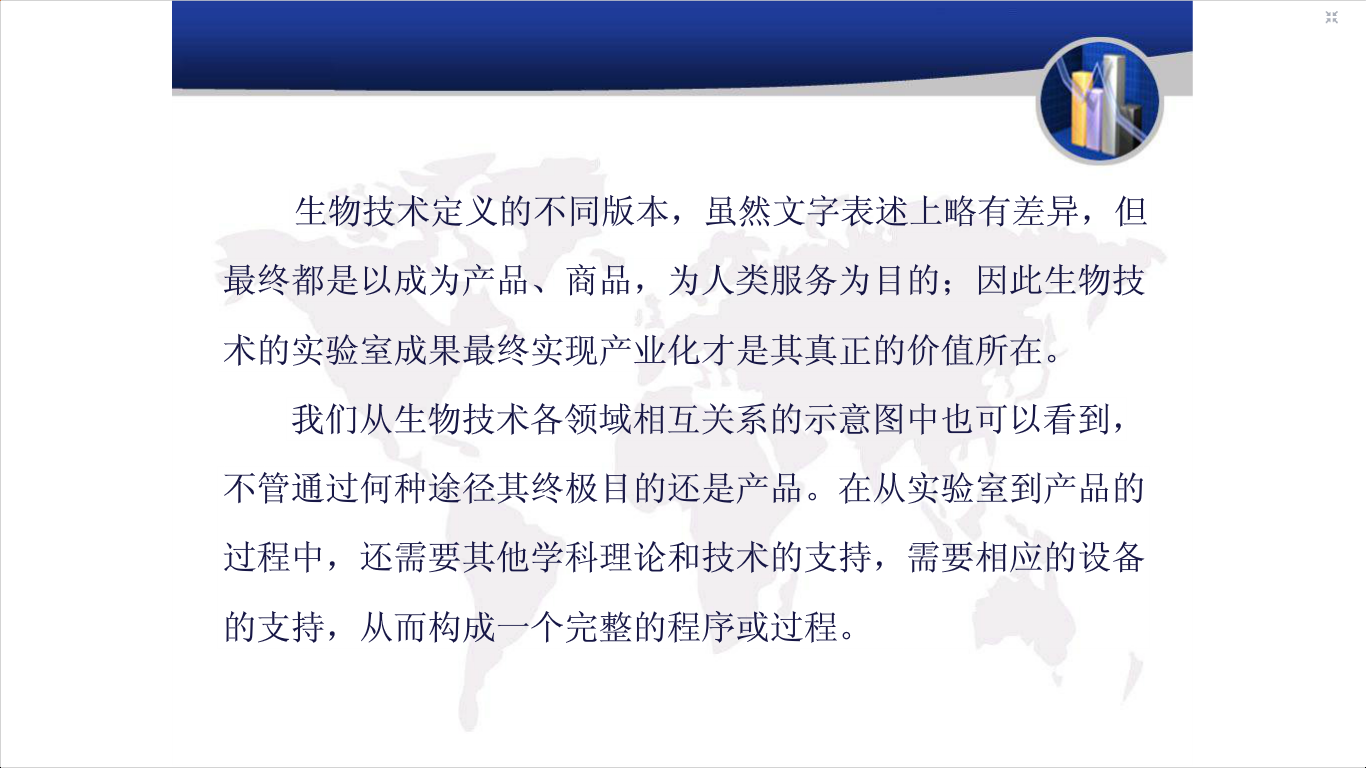 生物技术定义的不同版本，虽然文字表述上略有差异，但
最终都是以成为产品、商品，为人类服务为目的；因此生物技
术的实验室成果最终实现产业化才是其真正的价值所在。
我们从生物技术各领域相互关系的示意图中也可以看到，
不管通过何种途径其终极目的还是产品。在从实验室到产品的
过程中，还需要其他学科理论和技术的支持，需要相应的设备
的支持，从而构成一个完整的程序或过程。